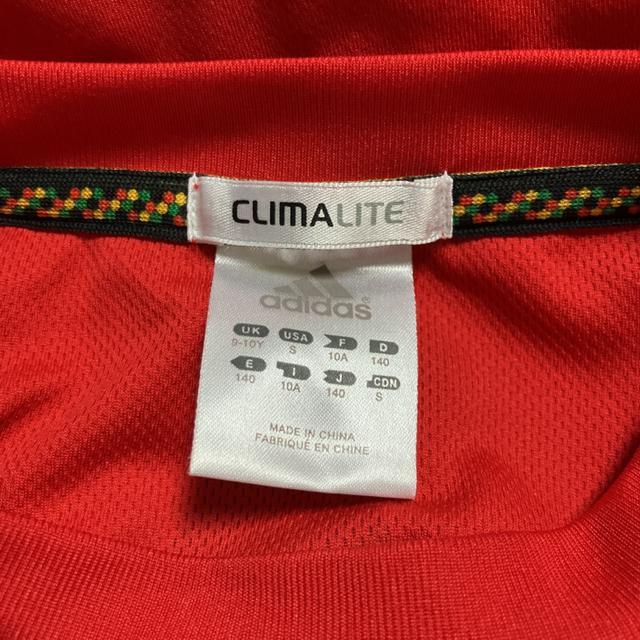 CLIMALITE
adidas®
UK USA F D
9-10Y S 10A 140
E I J CDN
140 10A 140 S
MADE IN CHINA
FABRIQUÉ EN CHINE